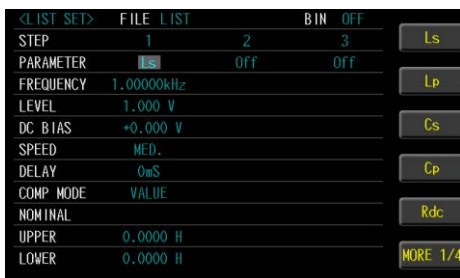 <LIST SET> FILE LIST BIN OFF
STEP 1 2 3
PARAMETER Ls Off Off
FREQUENCY 1.00000kHz
LEVEL 1.000 V
DC BIAS +0.000 V
SPEED MED.
DELAY 0mS
COMP MODE VALUE
NOMINAL
UPPER 0.0000 H
LOWER 0.0000 H
Ls
Lp
Cs
Cp
Rdc
MORE 1/4